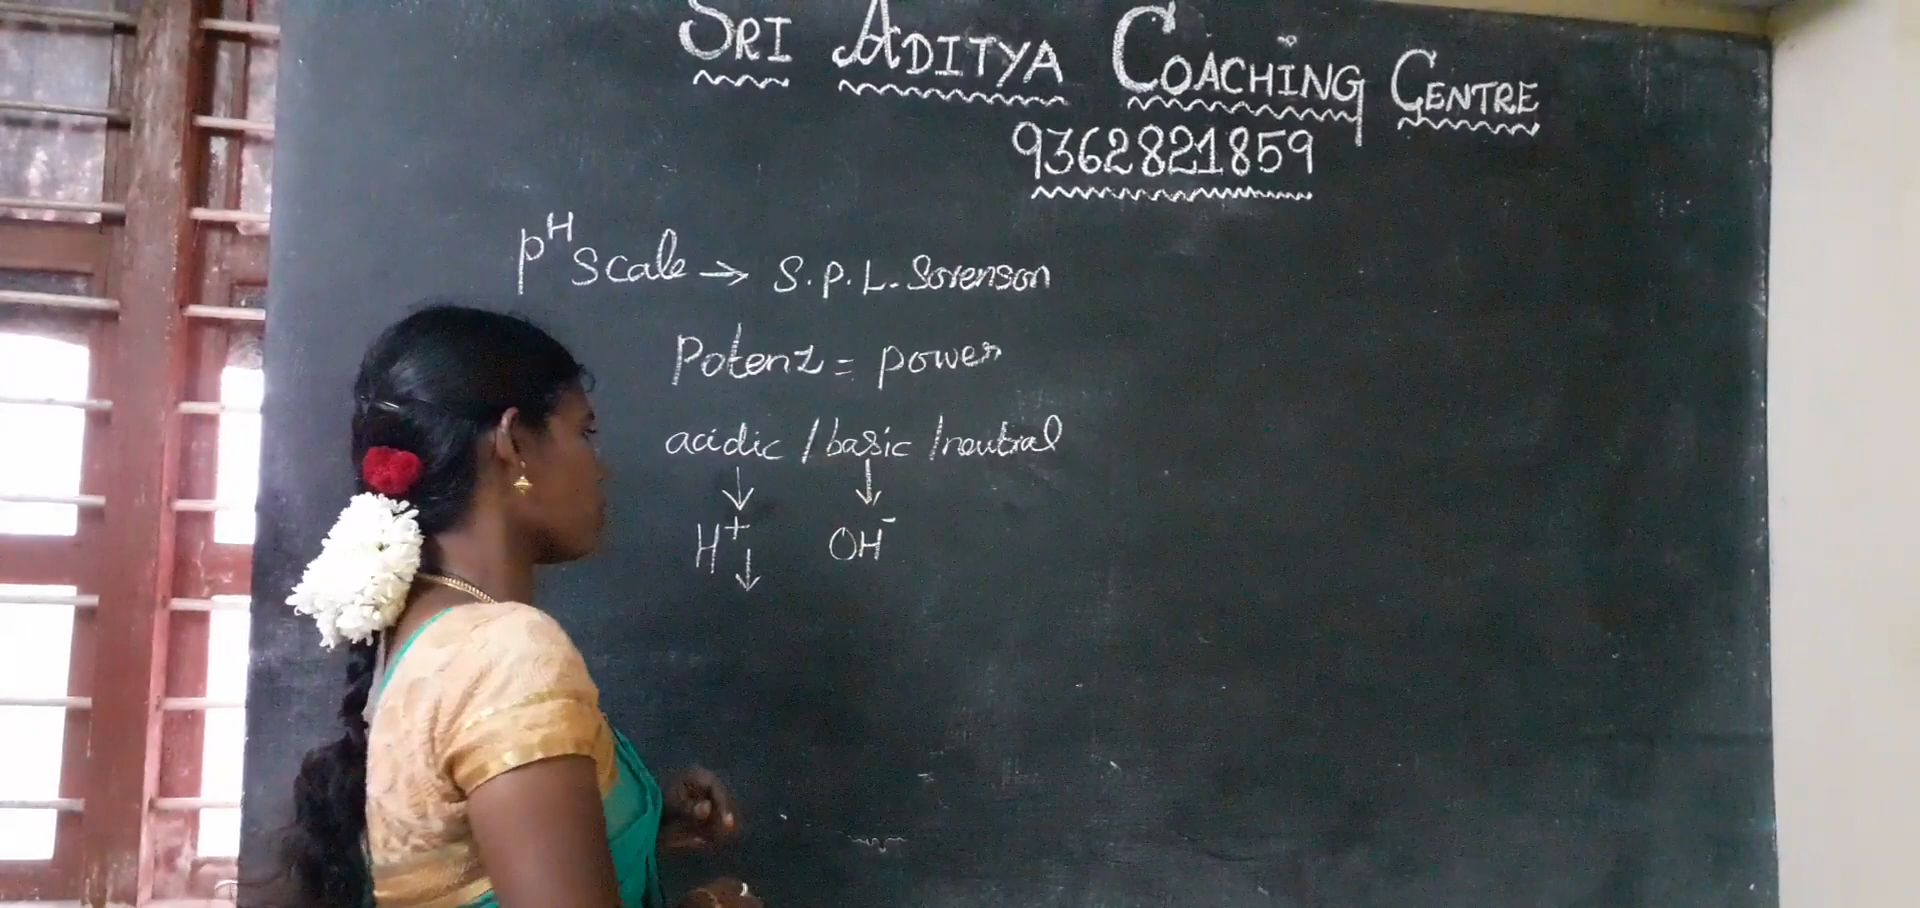 SRI ADITYA COACHING CENTRE
9362821859
pᴴ scale → S.P.L. Sorenson
Potenz = power
acidic / basic / neutral
↓ ↓
H⁺ OH⁻
↓